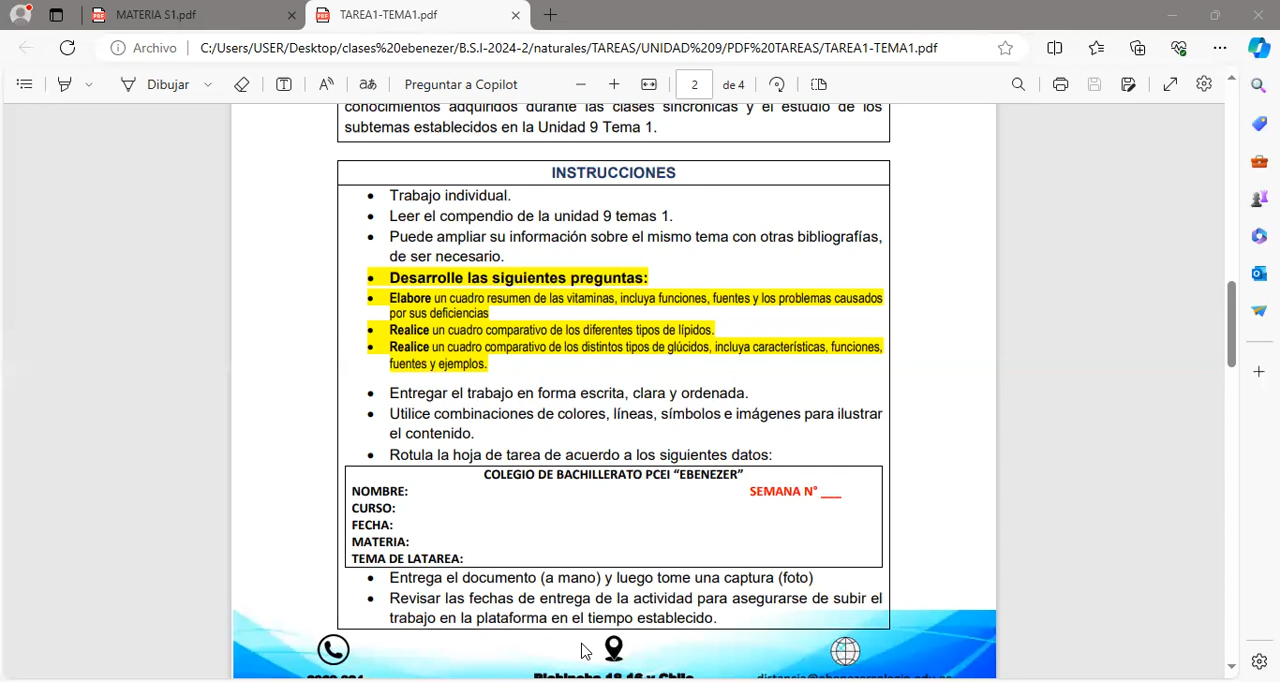 MATERIA S1.pdf
TAREA1-TEMA1.pdf
Archivo
C:/Users/USER/Desktop/clases%20ebenezer/B.S.I-2024-2/naturales/TAREAS/UNIDAD%209/PDF%20TAREAS/TAREA1-TEMA1.pdf
Dibujar
Preguntar a Copilot
2
de 4
conocimientos adquiridos durante las clases sincrónicas y el estudio de los
subtemas establecidos en la Unidad 9 Tema 1.
INSTRUCCIONES
• Trabajo individual.
• Leer el compendio de la unidad 9 temas 1.
• Puede ampliar su información sobre el mismo tema con otras bibliografías,
de ser necesario.
• Desarrolle las siguientes preguntas:
• Elabore un cuadro resumen de las vitaminas, incluya funciones, fuentes y los problemas causados
por sus deficiencias
• Realice un cuadro comparativo de los diferentes tipos de lípidos.
• Realice un cuadro comparativo de los distintos tipos de glúcidos, incluya características, funciones,
fuentes y ejemplos.
• Entregar el trabajo en forma escrita, clara y ordenada.
• Utilice combinaciones de colores, líneas, símbolos e imágenes para ilustrar
el contenido.
• Rotula la hoja de tarea de acuerdo a los siguientes datos:
COLEGIO DE BACHILLERATO PCEI “EBENEZER”
NOMBRE: SEMANA N° ___
CURSO:
FECHA:
MATERIA:
TEMA DE LATAREA:
• Entrega el documento (a mano) y luego tome una captura (foto)
• Revisar las fechas de entrega de la actividad para asegurarse de subir el
trabajo en la plataforma en el tiempo establecido.